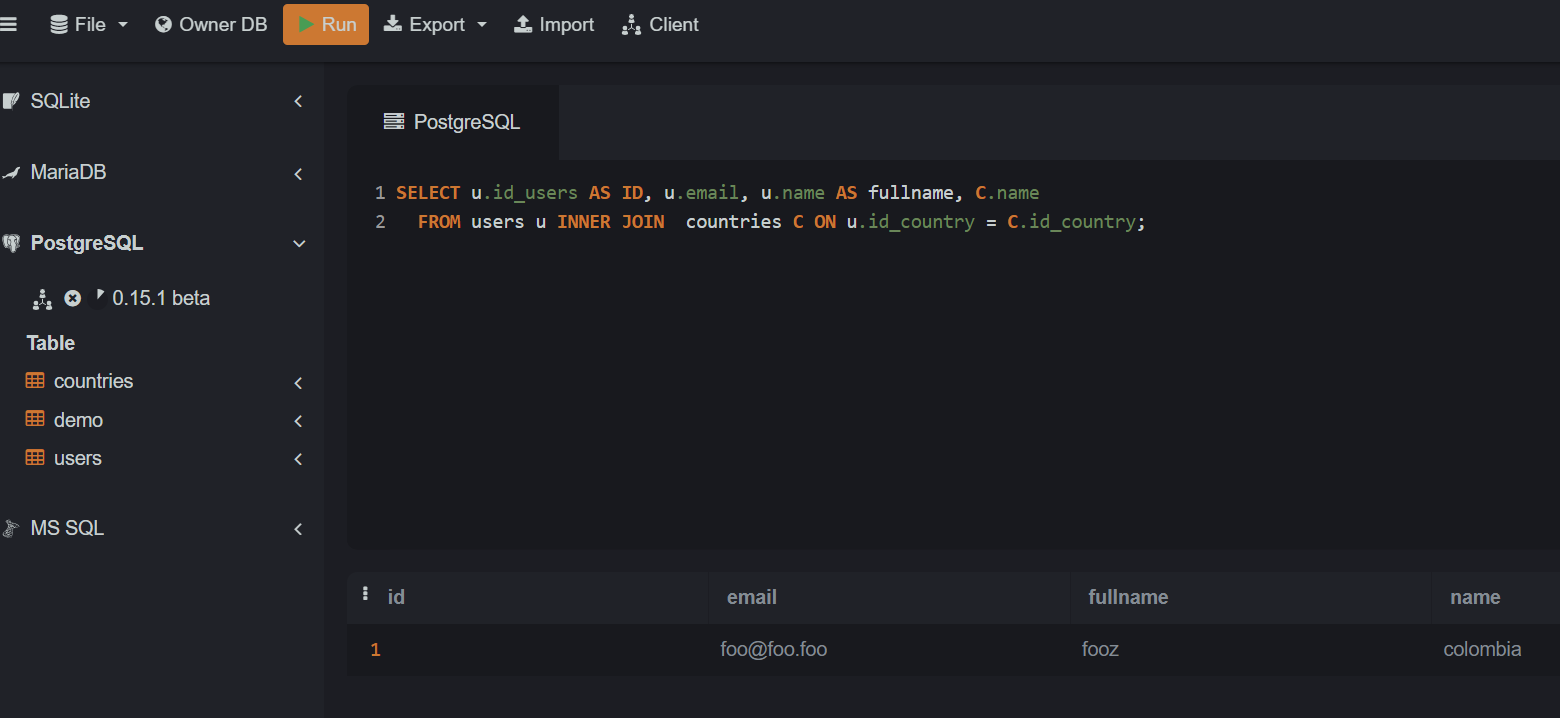 File Owner DB Run Export Import Client
SQLite
MariaDB
PostgreSQL
0.15.1 beta
Table
countries
demo
users
MS SQL
PostgreSQL
1 SELECT u.id_users AS ID, u.email, u.name AS fullname, C.name
2 FROM users u INNER JOIN  countries C ON u.id_country = C.id_country;
id email fullname name
1 foo@foo.foo fooz colombia